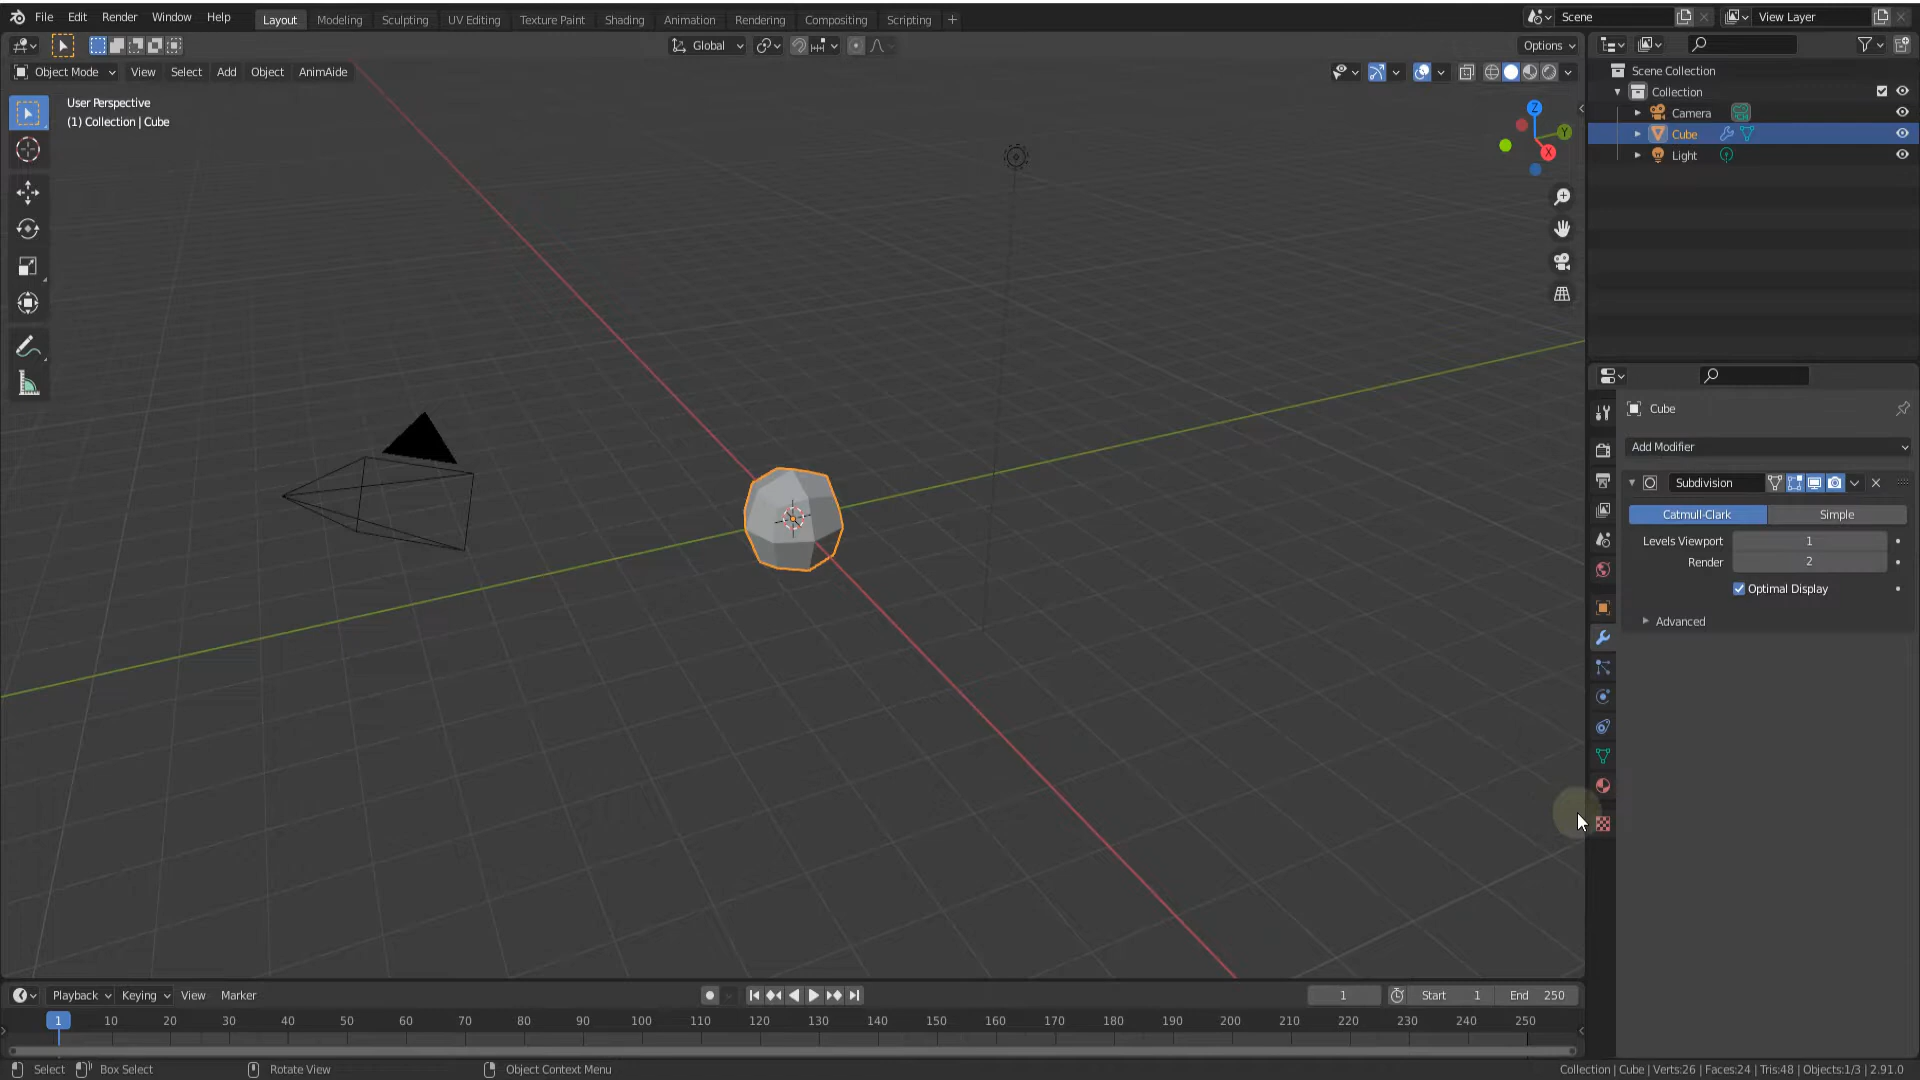 File Edit Render Window Help Layout Modeling Sculpting UV Editing Texture Paint Shading Animation Rendering Compositing Scripting + Scene View Layer
Global Options
Object Mode View Select Add Object AnimAide
User Perspective
(1) Collection | Cube
Z
Y
X
Scene Collection
Collection
Camera
Cube
Light
Cube
Add Modifier
Subdivision
Catmull-Clark Simple
Levels Viewport 1
Render 2
Optimal Display
Advanced
Playback Keying View Marker 1 Start 1 End 250
1 10 20 30 40 50 60 70 80 90 100 110 120 130 140 150 160 170 180 190 200 210 220 230 240 250
Select Box Select Rotate View Object Context Menu Collection | Cube | Verts:26 | Faces:24 | Tris:48 | Objects:1/3 | 2.91.0